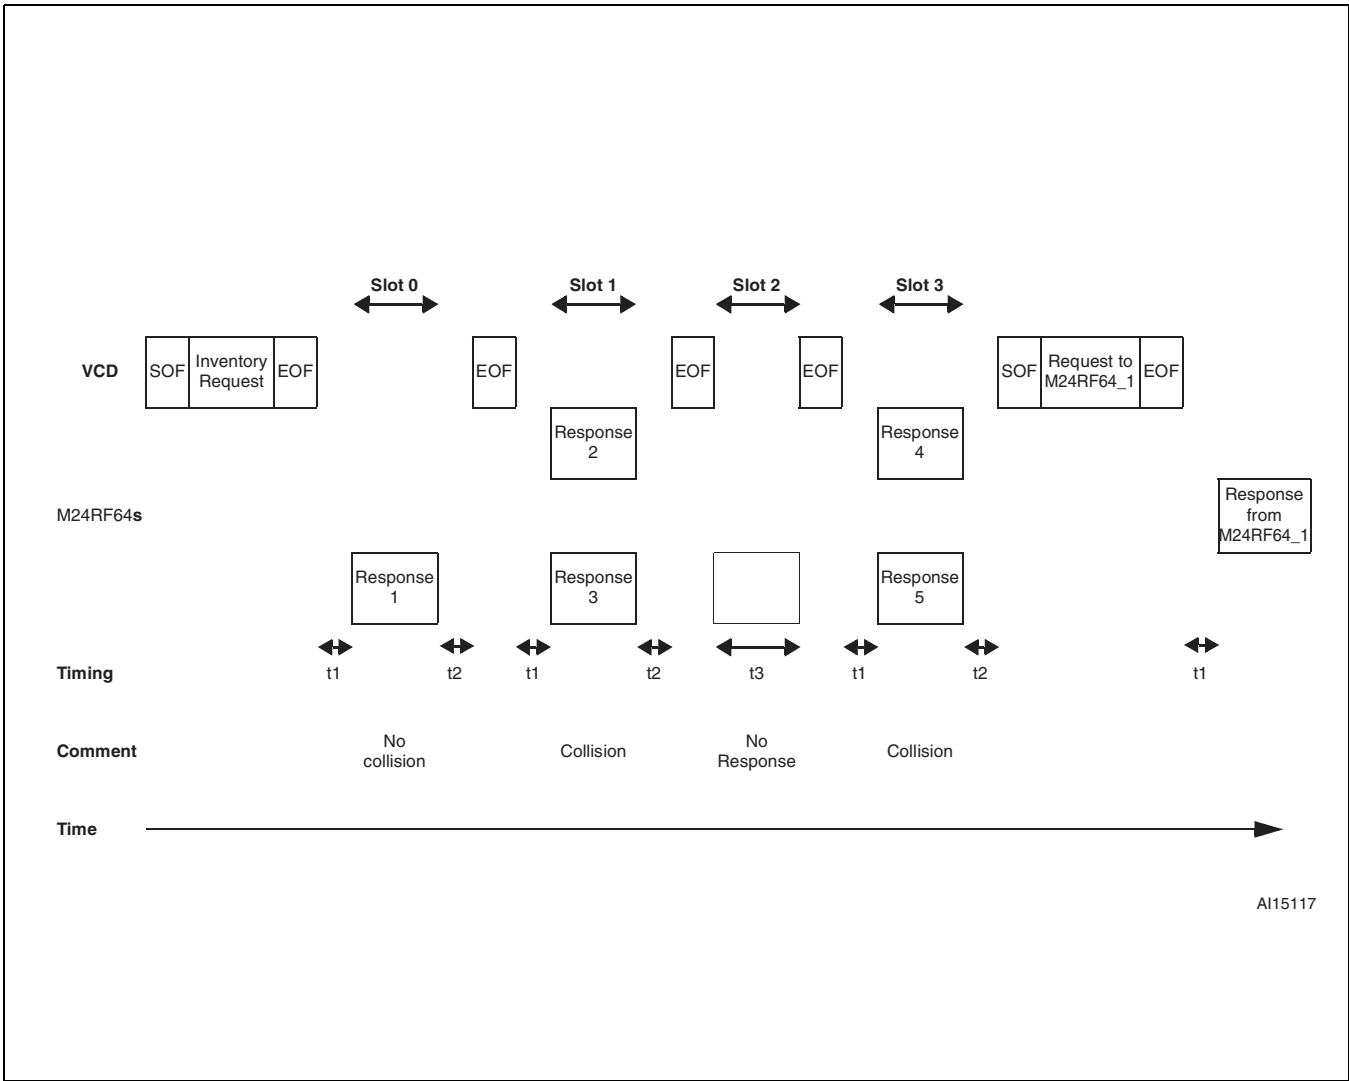 Slot 0 Slot 1 Slot 2 Slot 3
VCD SOF Inventory Request EOF EOF EOF EOF SOF Request to M24RF64_1 EOF
Response 2
Response 4
M24RF64s
Response from M24RF64_1
Response 1
Response 3
Response 5
Timing t1 t2 t1 t2 t3 t1 t2 t1
Comment No collision Collision No Response Collision
Time
AI15117